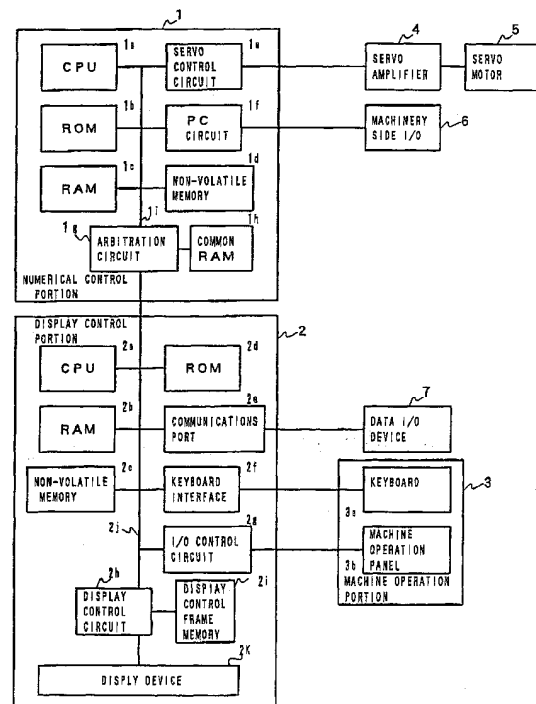 1
1a
1e
4
5
CPU
SERVO
CONTROL
CIRCUIT
SERVO
AMPLIFIER
SERVO
MOTOR
1b
1f
ROM
PC
CIRCUIT
MACHINERY
SIDE I/O
6
1c
1d
RAM
NON-VOLATILE
MEMORY
1i
1h
1g
ARBITRATION
CIRCUIT
COMMON
RAM
NUMERICAL CONTROL
PORTION
DISPLAY CONTROL
PORTION
2
2a
2d
CPU
ROM
2b
2e
7
RAM
COMMUNICATIONS
PORT
DATA I/O
DEVICE
2c
2f
NON-VOLATILE
MEMORY
KEYBOARD
INTERFACE
KEYBOARD
3
3a
2j
2g
I/O CONTROL
CIRCUIT
MACHINE
OPERATION
PANEL
3b
MACHINE OPERATION
PORTION
2h
2i
DISPLAY
CONTROL
CIRCUIT
DISPLAY
CONTROL
FRAME
MEMORY
2K
DISPLY DEVICE